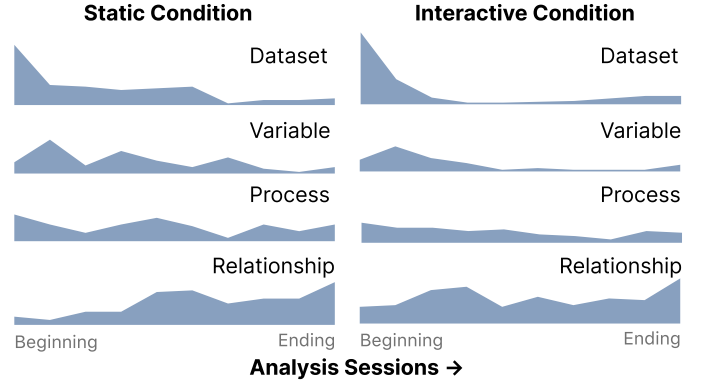 Static Condition
Interactive Condition
Dataset
Dataset
Variable
Variable
Process
Process
Relationship
Relationship
Beginning
Ending
Beginning
Ending
Analysis Sessions →